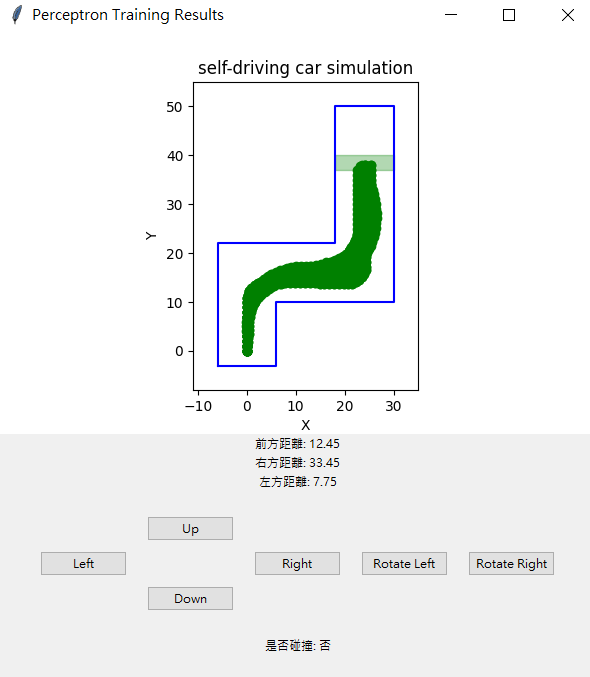 Perceptron Training Results
self-driving car simulation
50
40
30
20
10
0
Y
−10 0 10 20 30
X
前方距離: 12.45
右方距離: 33.45
左方距離: 7.75
Up
Left Right Rotate Left Rotate Right
Down
是否碰撞: 否